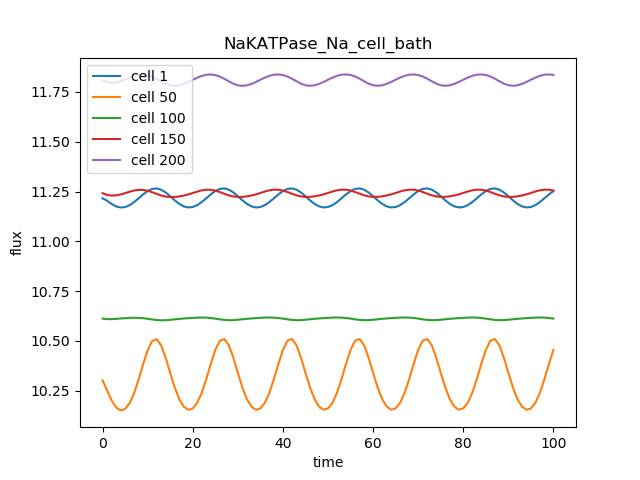 NaKATPase_Na_cell_bath
cell 1
cell 50
cell 100
cell 150
cell 200
flux
11.75
11.50
11.25
11.00
10.75
10.50
10.25
0
20
40
60
80
100
time